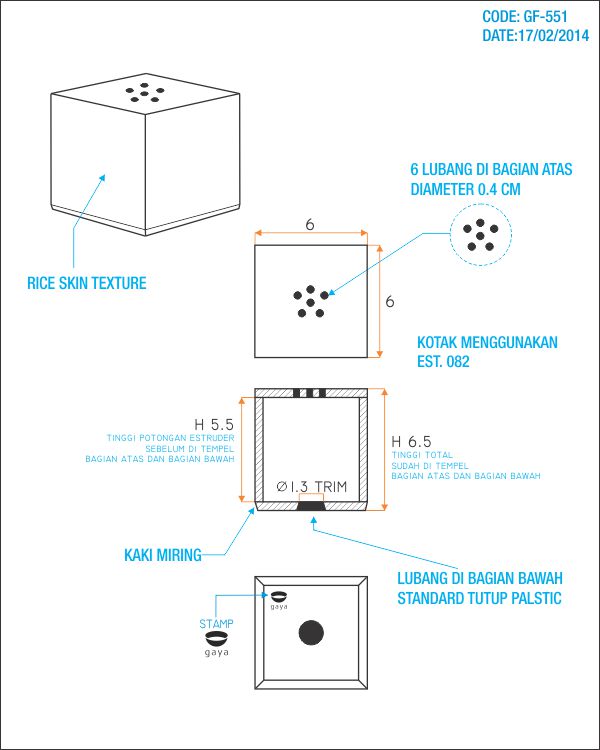 CODE: GF-551
DATE:17/02/2014
6 LUBANG DI BAGIAN ATAS
DIAMETER 0.4 CM
RICE SKIN TEXTURE
6
6
KOTAK MENGGUNAKAN
EST. 082
H 5.5
TINGGI POTONGAN ESTRUDER
SEBELUM DI TEMPEL
BAGIAN ATAS DAN BAGIAN BAWAH
H 6.5
TINGGI TOTAL
SUDAH DI TEMPEL
BAGIAN ATAS DAN BAGIAN BAWAH
Ø1.3 TRIM
KAKI MIRING
LUBANG DI BAGIAN BAWAH
STANDARD TUTUP PALSTIC
STAMP
gaya
gaya